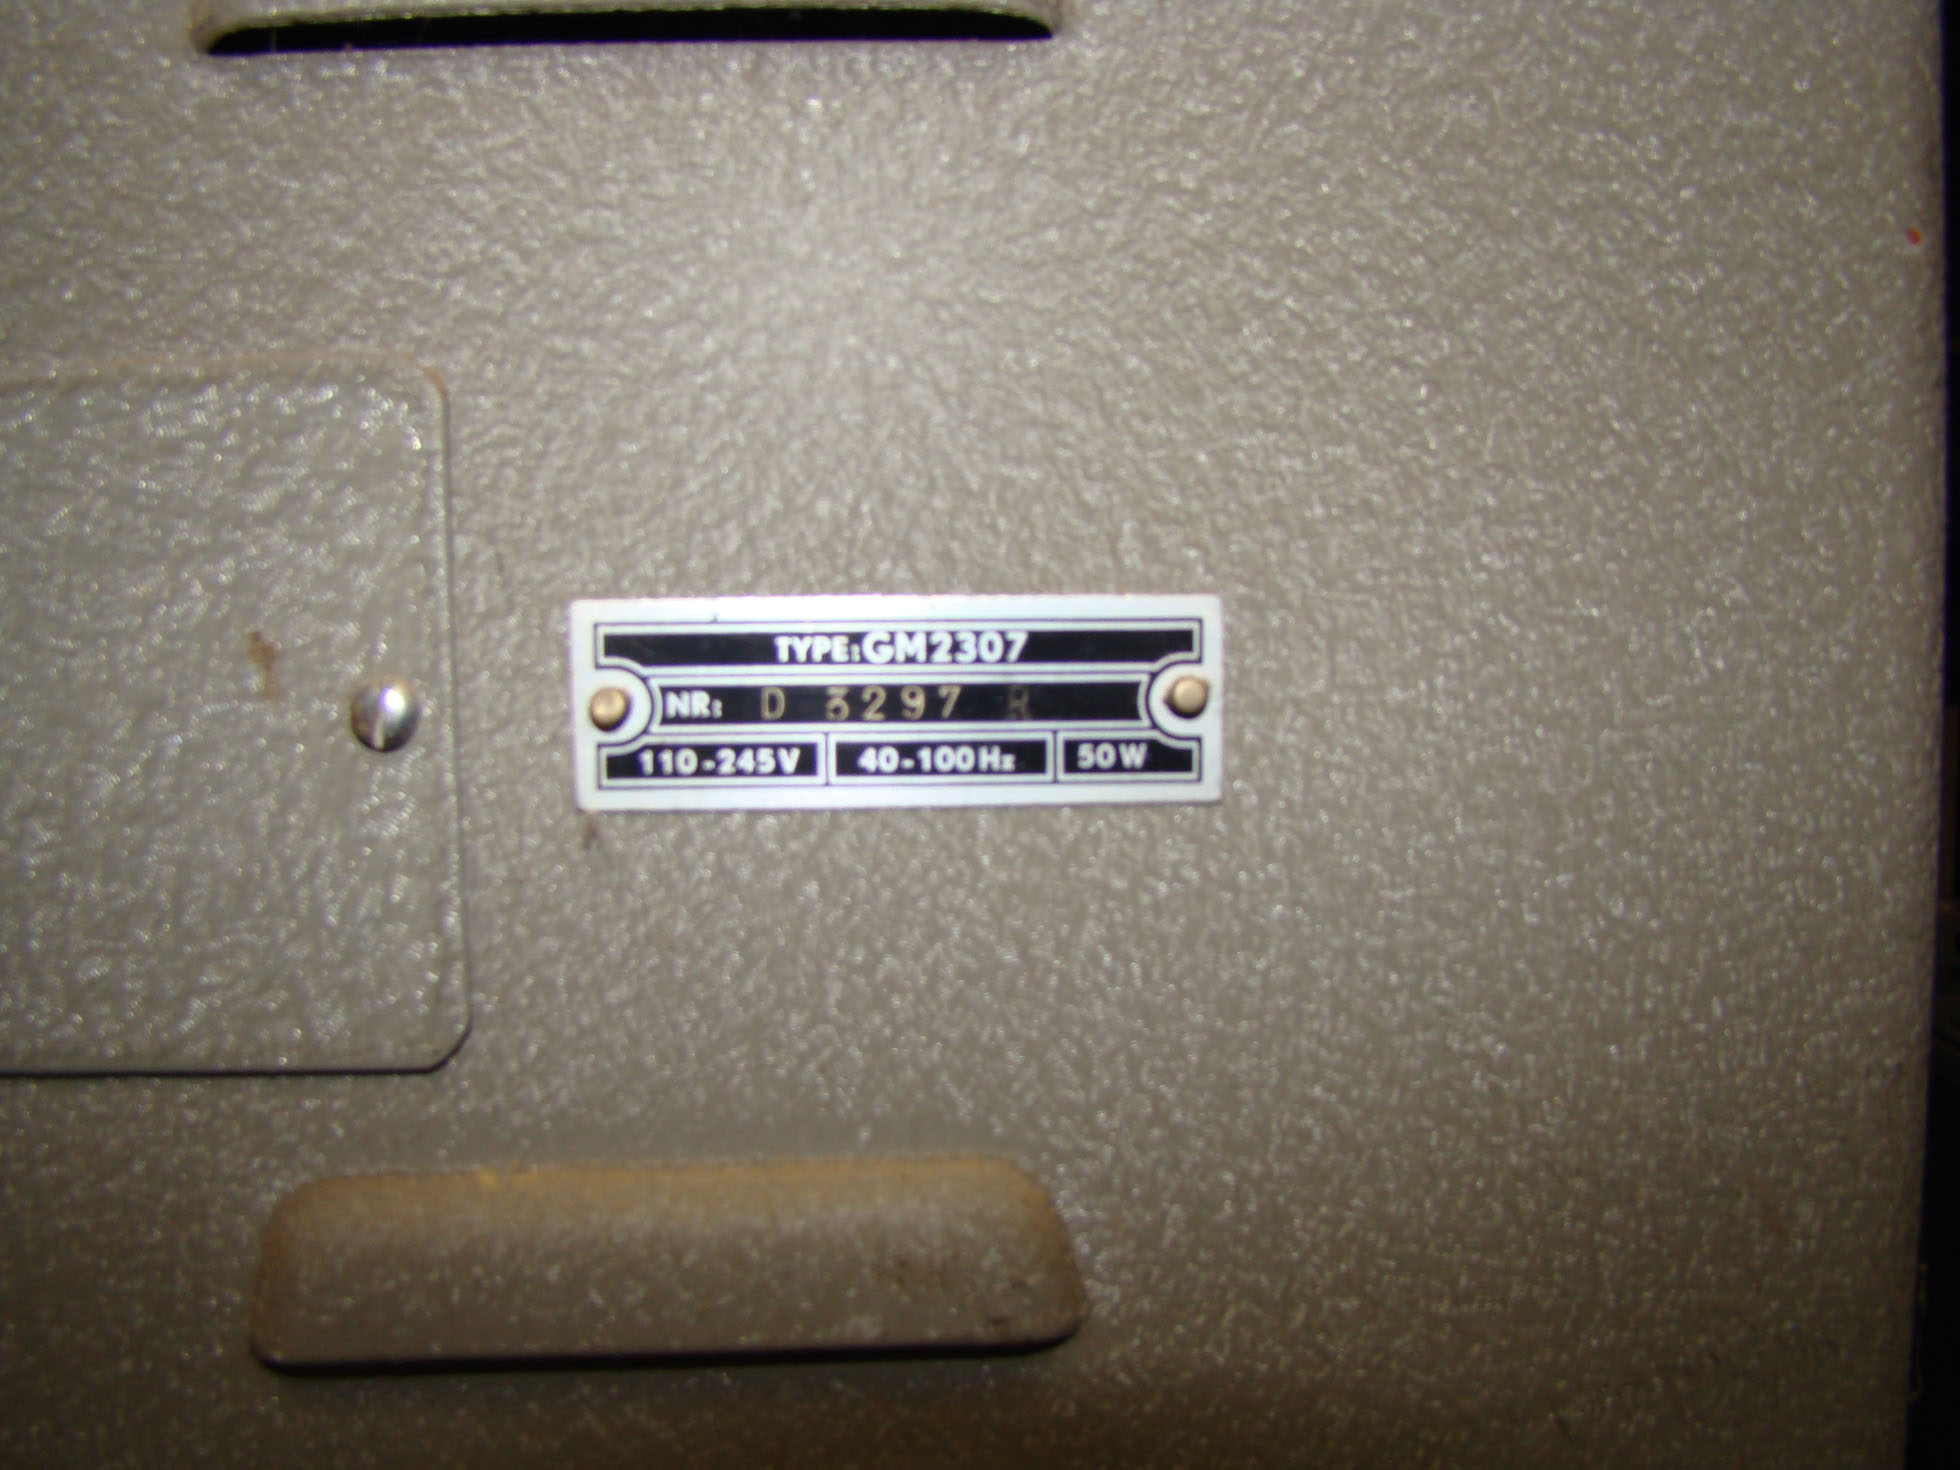 TYPE: GM2307
NR: D 3297 R
110-245V 40-100Hz 50W